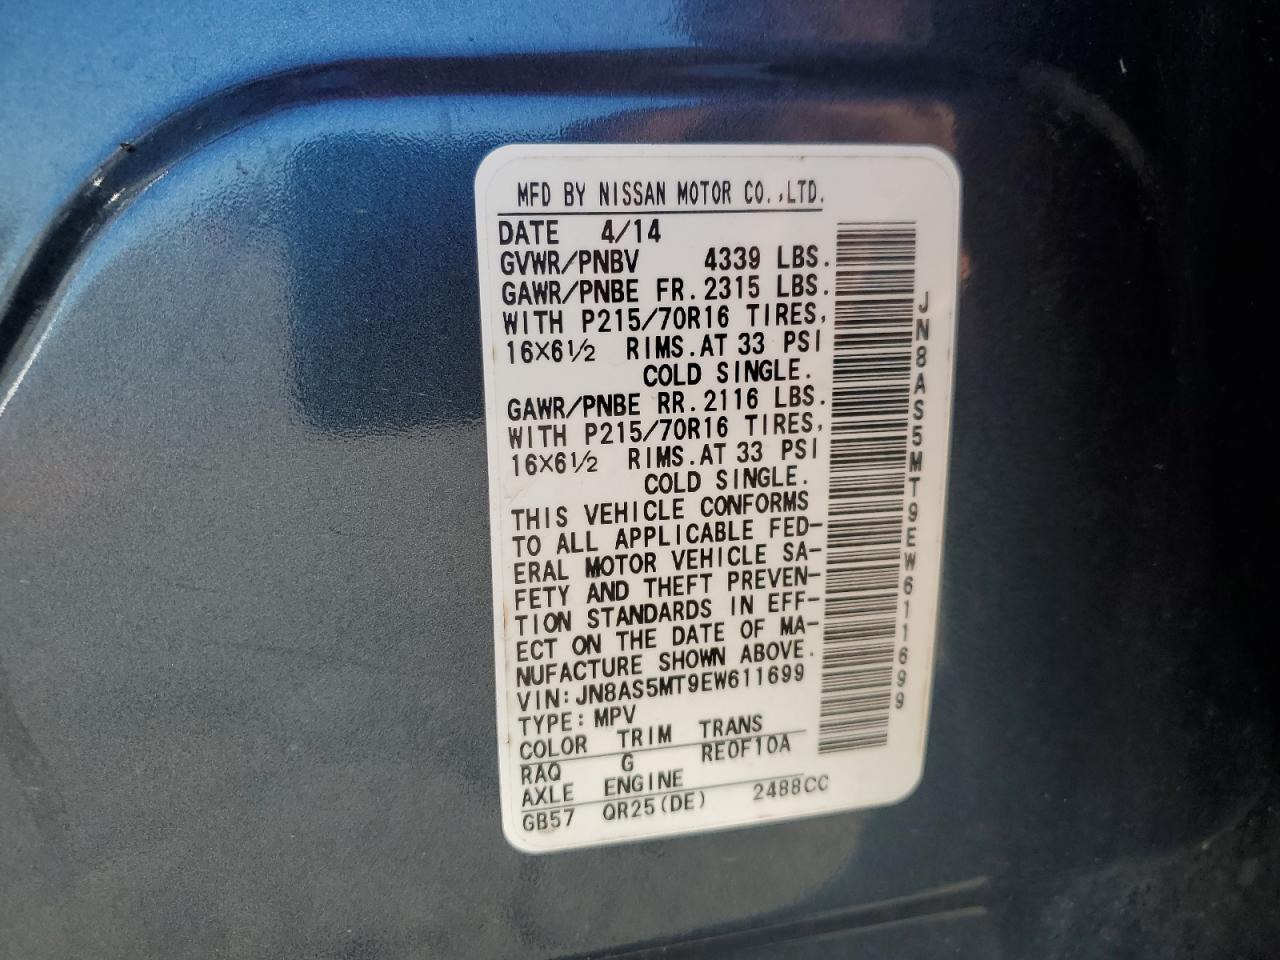 MFD BY NISSAN MOTOR CO.,LTD.
DATE 4/14
GVWR/PNBV 4339 LBS.
GAWR/PNBE FR. 2315 LBS.
WITH P215/70R16 TIRES,
16X6½ RIMS. AT 33 PSI
COLD SINGLE.
GAWR/PNBE RR. 2116 LBS.
WITH P215/70R16 TIRES,
16X6½ RIMS. AT 33 PSI
COLD SINGLE.
THIS VEHICLE CONFORMS
TO ALL APPLICABLE FED-
ERAL MOTOR VEHICLE SA-
FETY AND THEFT PREVEN-
TION STANDARDS IN EFF-
ECT ON THE DATE OF MA-
NUFACTURE SHOWN ABOVE.
VIN: JN8AS5MT9EW611699
TYPE: MPV
COLOR TRIM TRANS
RAQ G RE0F10A
AXLE ENGINE
GB57 QR25(DE) 2488CC
JN8AS5MT9EW611699